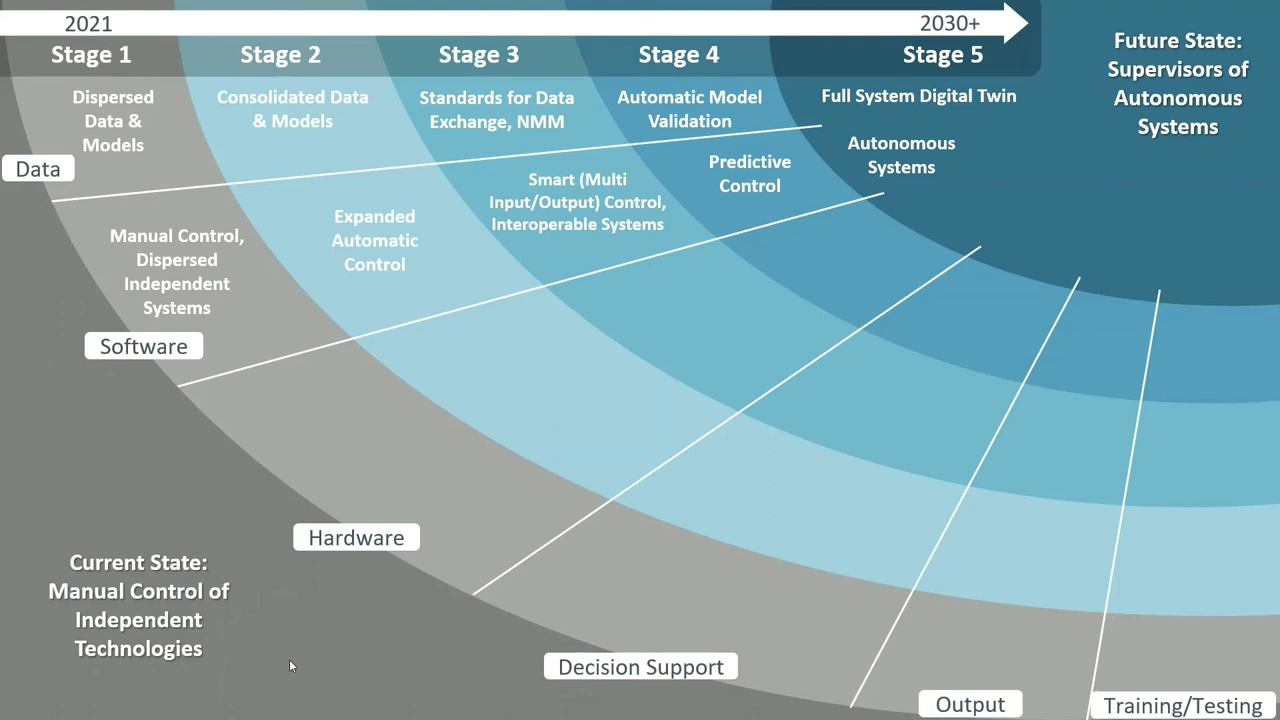 2021
2030+
Stage 1
Stage 2
Stage 3
Stage 4
Stage 5
Future State:
Supervisors of
Autonomous
Systems
Dispersed
Data &
Models
Consolidated Data
& Models
Standards for Data
Exchange, NMM
Automatic Model
Validation
Full System Digital Twin
Data
Manual Control,
Dispersed
Independent
Systems
Expanded
Automatic
Control
Smart (Multi
Input/Output) Control,
Interoperable Systems
Predictive
Control
Autonomous
Systems
Software
Hardware
Current State:
Manual Control of
Independent
Technologies
Decision Support
Output
Training/Testing